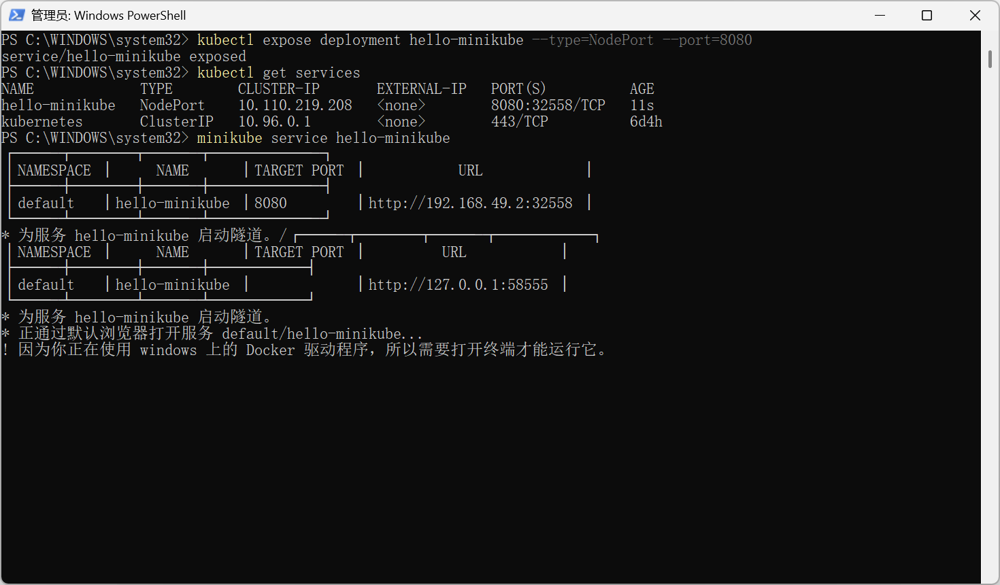 管理员: Windows PowerShell
PS C:\WINDOWS\system32> kubectl expose deployment hello-minikube --type=NodePort --port=8080
service/hello-minikube exposed
PS C:\WINDOWS\system32> kubectl get services
NAME TYPE CLUSTER-IP EXTERNAL-IP PORT(S) AGE
hello-minikube NodePort 10.110.219.208 <none> 8080:32558/TCP 11s
kubernetes ClusterIP 10.96.0.1 <none> 443/TCP 6d4h
PS C:\WINDOWS\system32> minikube service hello-minikube
| NAMESPACE | NAME | TARGET PORT | URL |
| default | hello-minikube | 8080 | http://192.168.49.2:32558 |
* 为服务 hello-minikube 启动隧道。/
| NAMESPACE | NAME | TARGET PORT | URL |
| default | hello-minikube | | http://127.0.0.1:58555 |
* 为服务 hello-minikube 启动隧道。
* 正通过默认浏览器打开服务 default/hello-minikube...
! 因为你正在使用 windows 上的 Docker 驱动程序，所以需要打开终端才能运行它。